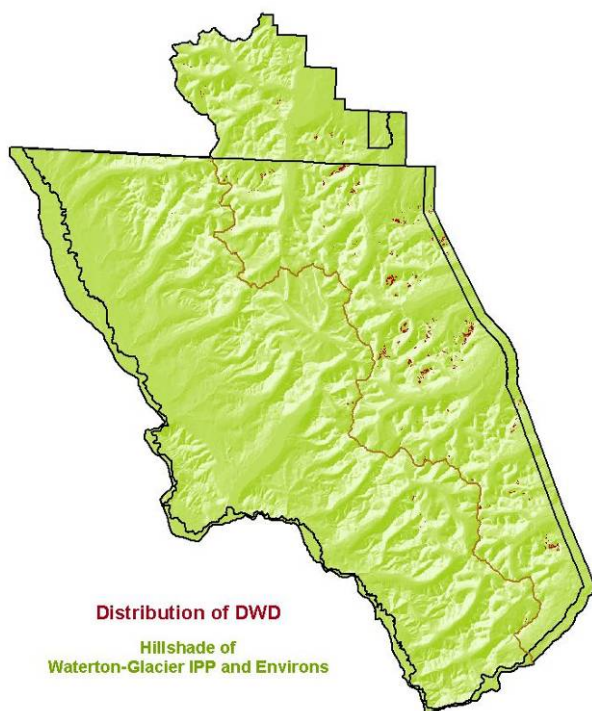 Distribution of DWD
Hillshade of
Waterton-Glacier IPP and Environs